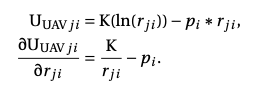 U_{UAV ji} = K(ln(r_{ji})) − p_i ∗ r_{ji},
∂U_{UAV ji} / ∂r_{ji} = K / r_{ji} − p_i.